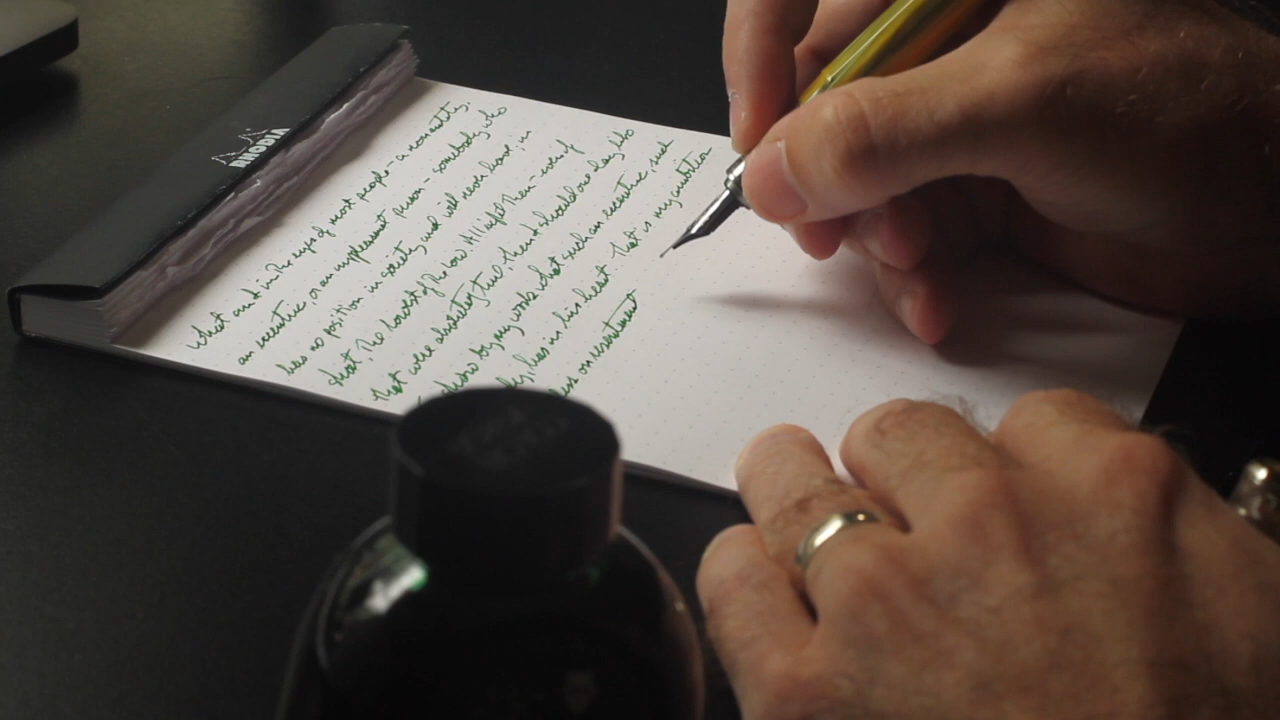 RHODIA
What am I in the eyes of most people - a nonentity,
an eccentric, or an unpleasant person - somebody who
has no position in society and will never have, in
short, the lowest of the low. All right, then - even if
that were absolutely true, then I should one day like
show by my work what such an eccentric, such
has in his heart. That is my ambition
less on resentment